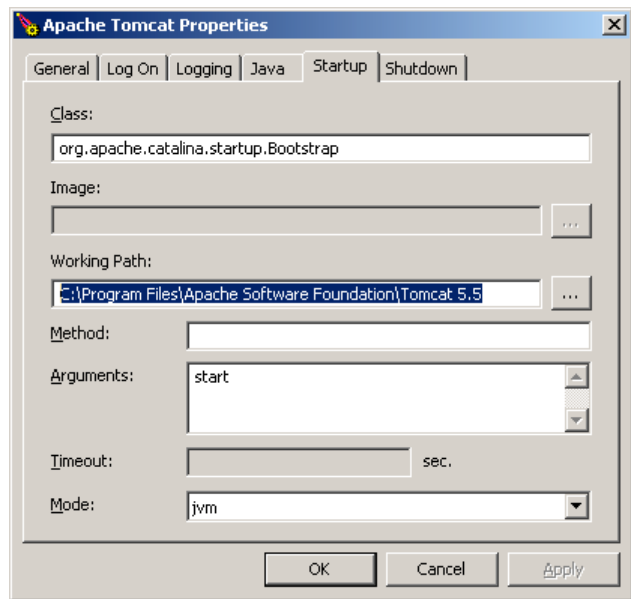 Apache Tomcat Properties
General Log On Logging Java Startup Shutdown
Class:
org.apache.catalina.startup.Bootstrap
Image:
...
Working Path:
C:\Program Files\Apache Software Foundation\Tomcat 5.5
...
Method:
Arguments: start
Timeout: sec.
Mode: jvm
OK Cancel Apply